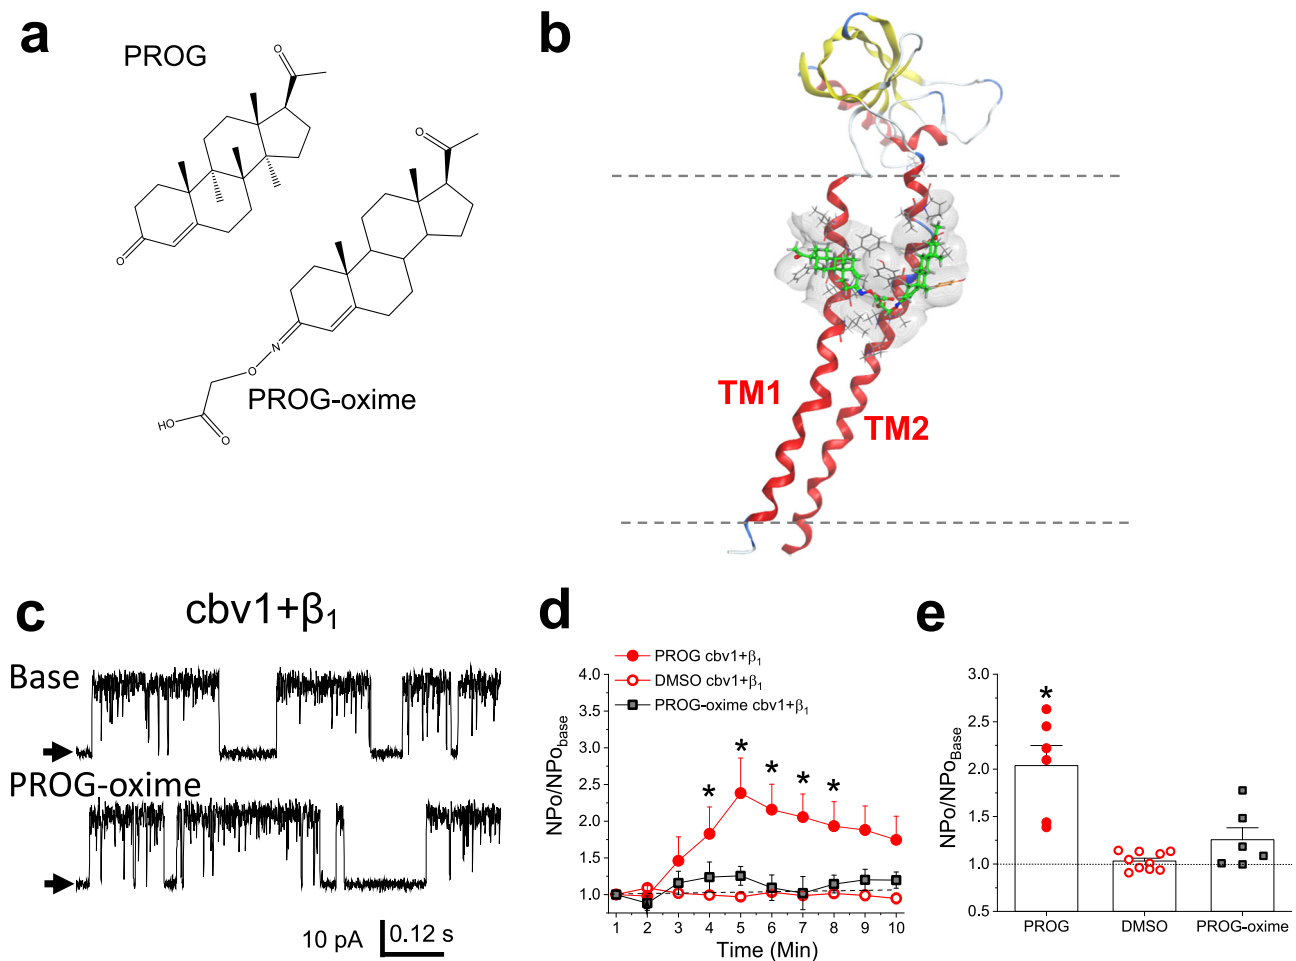 a
PROG
O
O
O
N
O
HO
O
PROG-oxime
b
TM1
TM2
c
cbv1+β₁
Base
PROG-oxime
10 pA
0.12 s
d
PROG cbv1+β₁
DMSO cbv1+β₁
PROG-oxime cbv1+β₁
NPo/NPo_base
4.0
3.5
3.0
2.5
2.0
1.5
1.0
* * * * *
1 2 3 4 5 6 7 8 9 10
Time (Min)
e
NPo/NPo_Base
3.0
2.5
2.0
1.5
1.0
0.5
*
PROG DMSO PROG-oxime